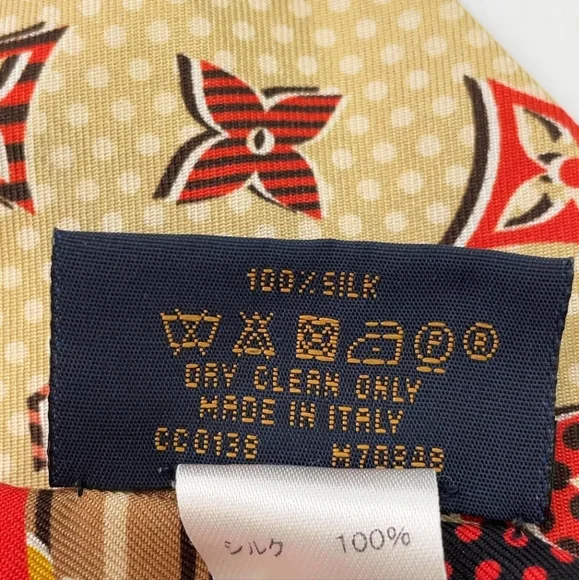 100% SILK
P R
DRY CLEAN ONLY
MADE IN ITALY
CC0138 M70848
シルク 100%